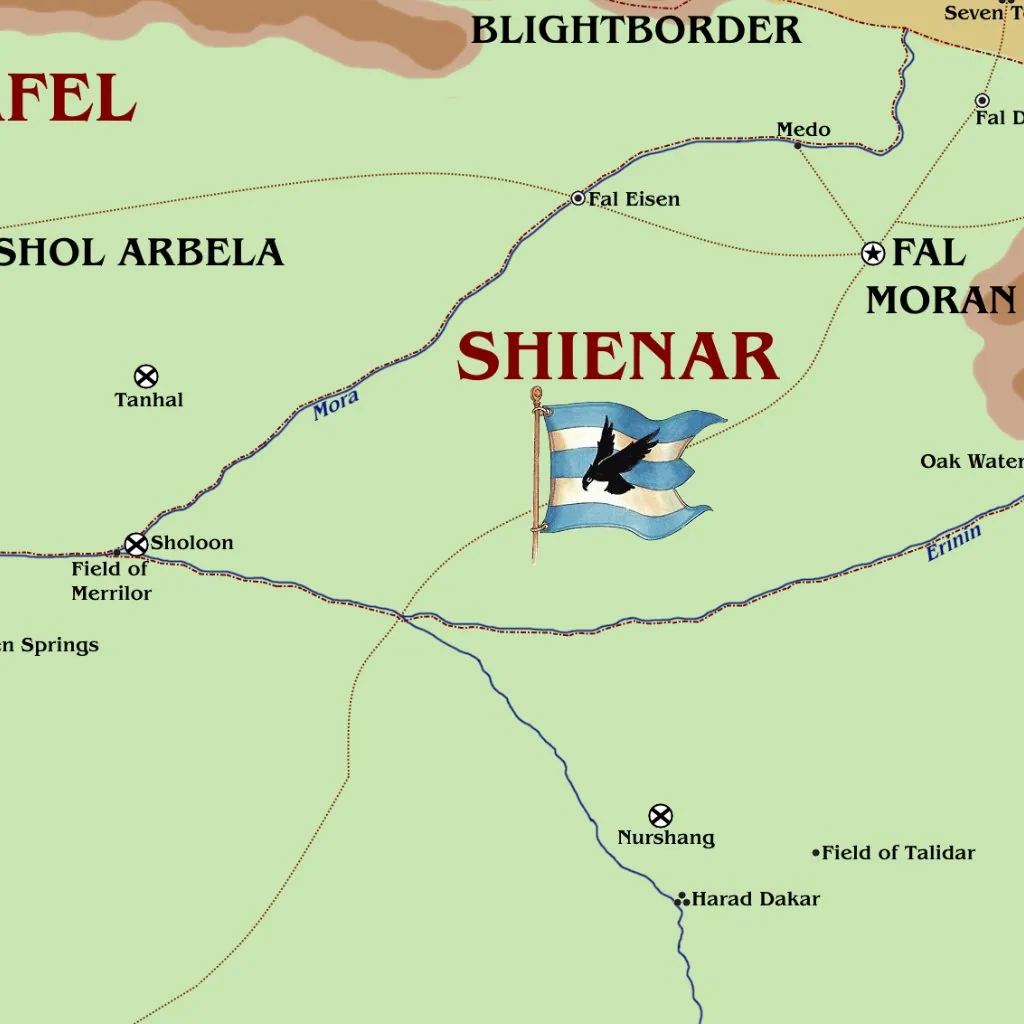 Seven T
BLIGHTBORDER
AFEL
Fal D
Medo
Fal Eisen
SHOL ARBELA
FAL
MORAN
SHIENAR
Tanhal
Mora
Oak Water
Sholoon
Erinin
Field of
Merrilor
en Springs
Nurshang
Field of Talidar
Harad Dakar